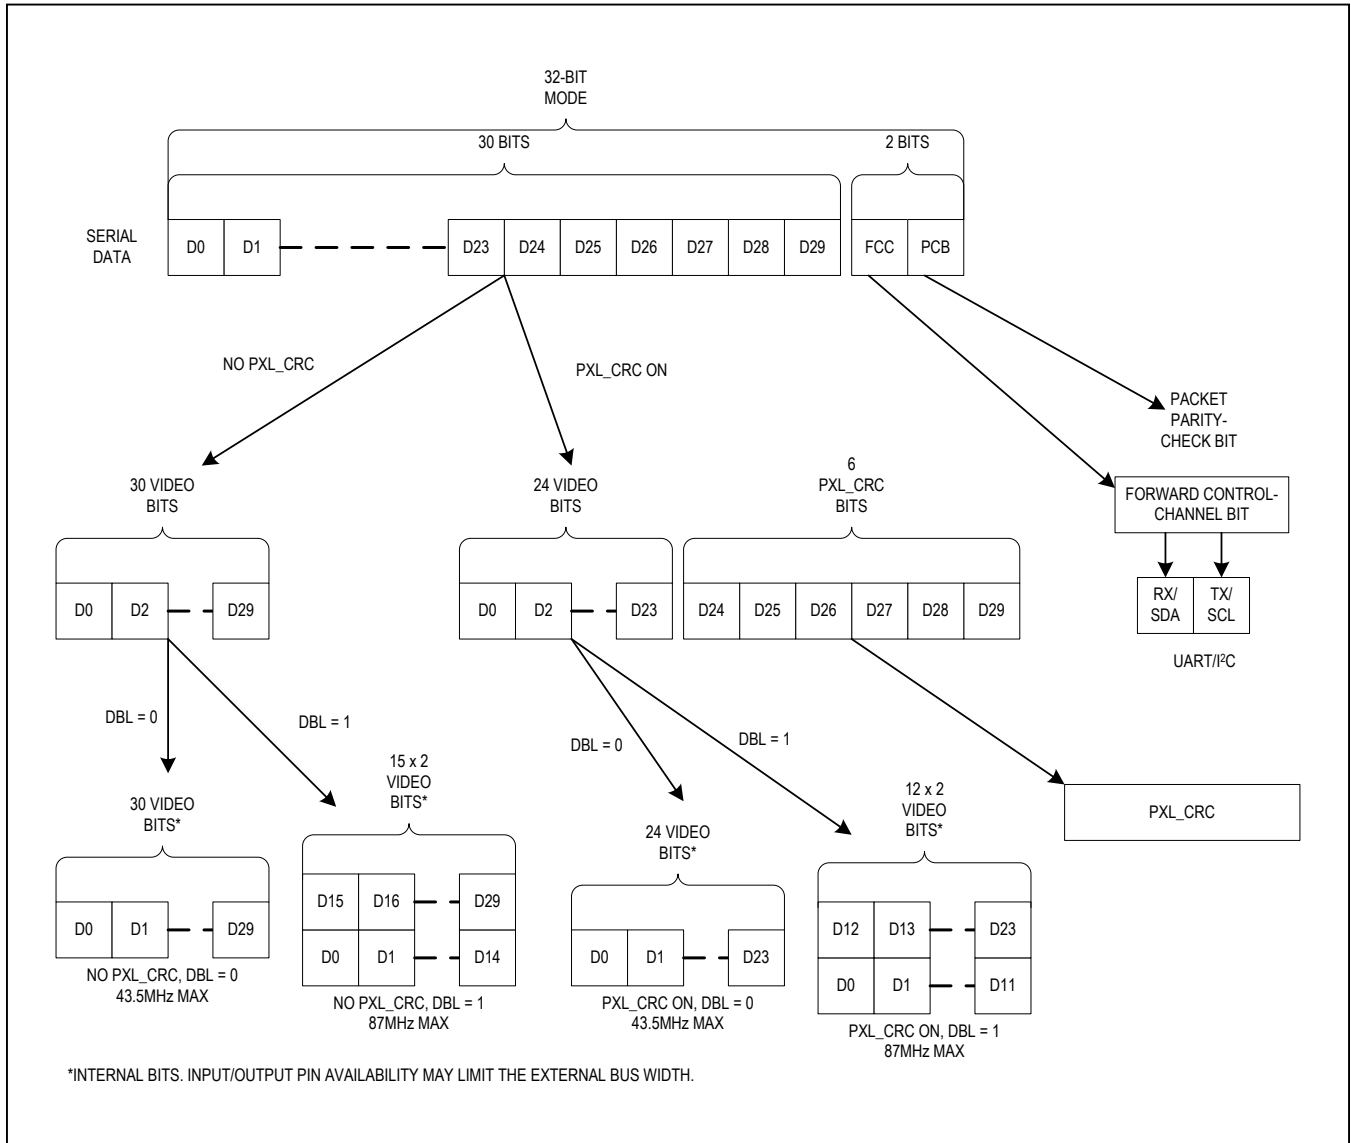 32-BIT
MODE
30 BITS
2 BITS
SERIAL
DATA
D0 D1 D23 D24 D25 D26 D27 D28 D29 FCC PCB
NO PXL_CRC
PXL_CRC ON
PACKET
PARITY-
CHECK BIT
30 VIDEO
BITS
24 VIDEO
BITS
6
PXL_CRC
BITS
FORWARD CONTROL-
CHANNEL BIT
D0 D2 D29
D0 D2 D23
D24 D25 D26 D27 D28 D29
RX/
SDA
TX/
SCL
UART/I²C
DBL = 0
DBL = 1
DBL = 0
DBL = 1
30 VIDEO
BITS*
15 x 2
VIDEO
BITS*
24 VIDEO
BITS*
12 x 2
VIDEO
BITS*
PXL_CRC
D0 D1 D29
NO PXL_CRC, DBL = 0
43.5MHz MAX
D15 D16 D29
D0 D1 D14
NO PXL_CRC, DBL = 1
87MHz MAX
D0 D1 D23
PXL_CRC ON, DBL = 0
43.5MHz MAX
D12 D13 D23
D0 D1 D11
PXL_CRC ON, DBL = 1
87MHz MAX
*INTERNAL BITS. INPUT/OUTPUT PIN AVAILABILITY MAY LIMIT THE EXTERNAL BUS WIDTH.